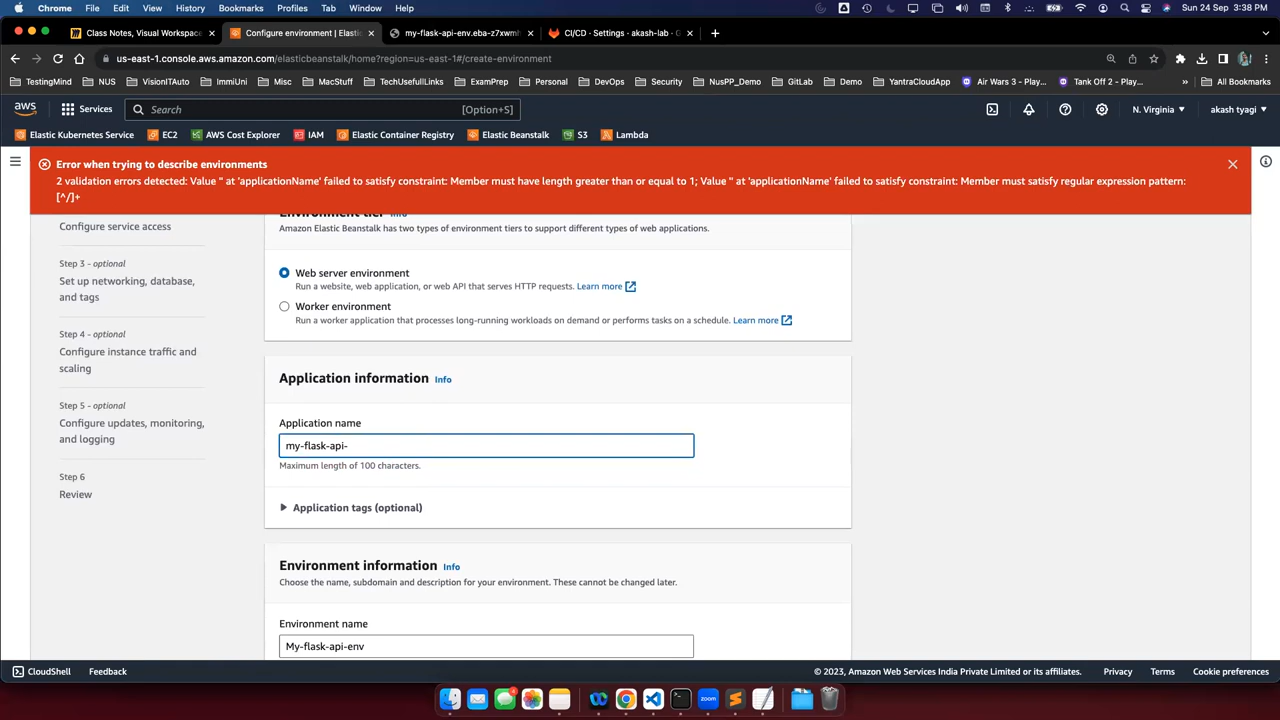 Chrome File Edit View History Bookmarks Profiles Tab Window Help Sun 24 Sep 3:38 PM
Class Notes, Visual Workspace
Configure environment | Elastic
my-flask-api-env.eba-z7xwmh
CI/CD · Settings · akash-lab · G
us-east-1.console.aws.amazon.com/elasticbeanstalk/home?region=us-east-1#/create-environment
TestingMind NUS VisionITAuto ImmiUni Misc MacStuff TechUsefullLinks ExamPrep Personal DevOps Security NusPP_Demo GitLab Demo YantraCloudApp Air Wars 3 - Play... Tank Off 2 - Play... » All Bookmarks
aws Services Search [Option+S] N. Virginia akash tyagi
Elastic Kubernetes Service EC2 AWS Cost Explorer IAM Elastic Container Registry Elastic Beanstalk S3 Lambda
Error when trying to describe environments
2 validation errors detected: Value '' at 'applicationName' failed to satisfy constraint: Member must have length greater than or equal to 1; Value '' at 'applicationName' failed to satisfy constraint: Member must satisfy regular expression pattern:
[^/]+
Configure service access
Step 3 - optional
Set up networking, database,
and tags
Step 4 - optional
Configure instance traffic and
scaling
Step 5 - optional
Configure updates, monitoring,
and logging
Step 6
Review
Environment tier Info
Amazon Elastic Beanstalk has two types of environment tiers to support different types of web applications.
Web server environment
Run a website, web application, or web API that serves HTTP requests. Learn more
Worker environment
Run a worker application that processes long-running workloads on demand or performs tasks on a schedule. Learn more
Application information Info
Application name
my-flask-api-
Maximum length of 100 characters.
Application tags (optional)
Environment information Info
Choose the name, subdomain and description for your environment. These cannot be changed later.
Environment name
My-flask-api-env
CloudShell Feedback © 2023, Amazon Web Services India Private Limited or its affiliates. Privacy Terms Cookie preferences
zoom